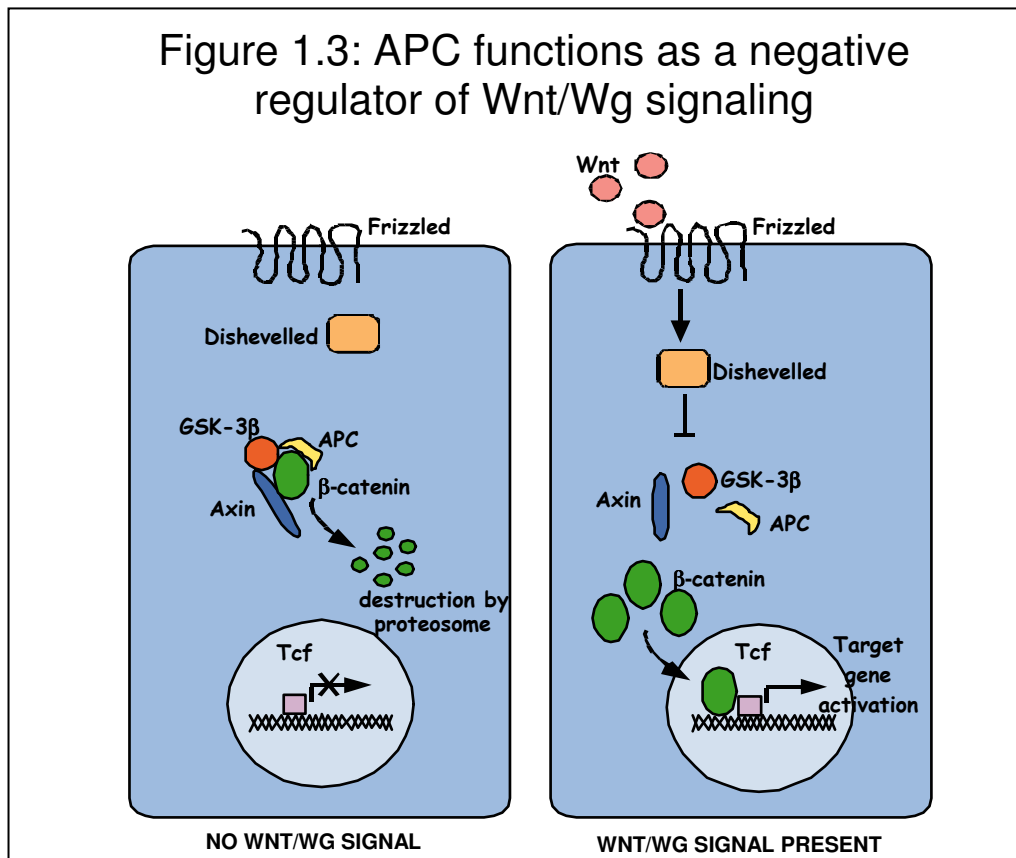 Figure 1.3: APC functions as a negative
regulator of Wnt/Wg signaling
Frizzled
Dishevelled
GSK-3β
APC
β-catenin
Axin
destruction by
proteosome
Tcf
NO WNT/WG SIGNAL
Wnt
Frizzled
Dishevelled
GSK-3β
Axin
APC
β-catenin
Tcf
Target
gene
activation
WNT/WG SIGNAL PRESENT